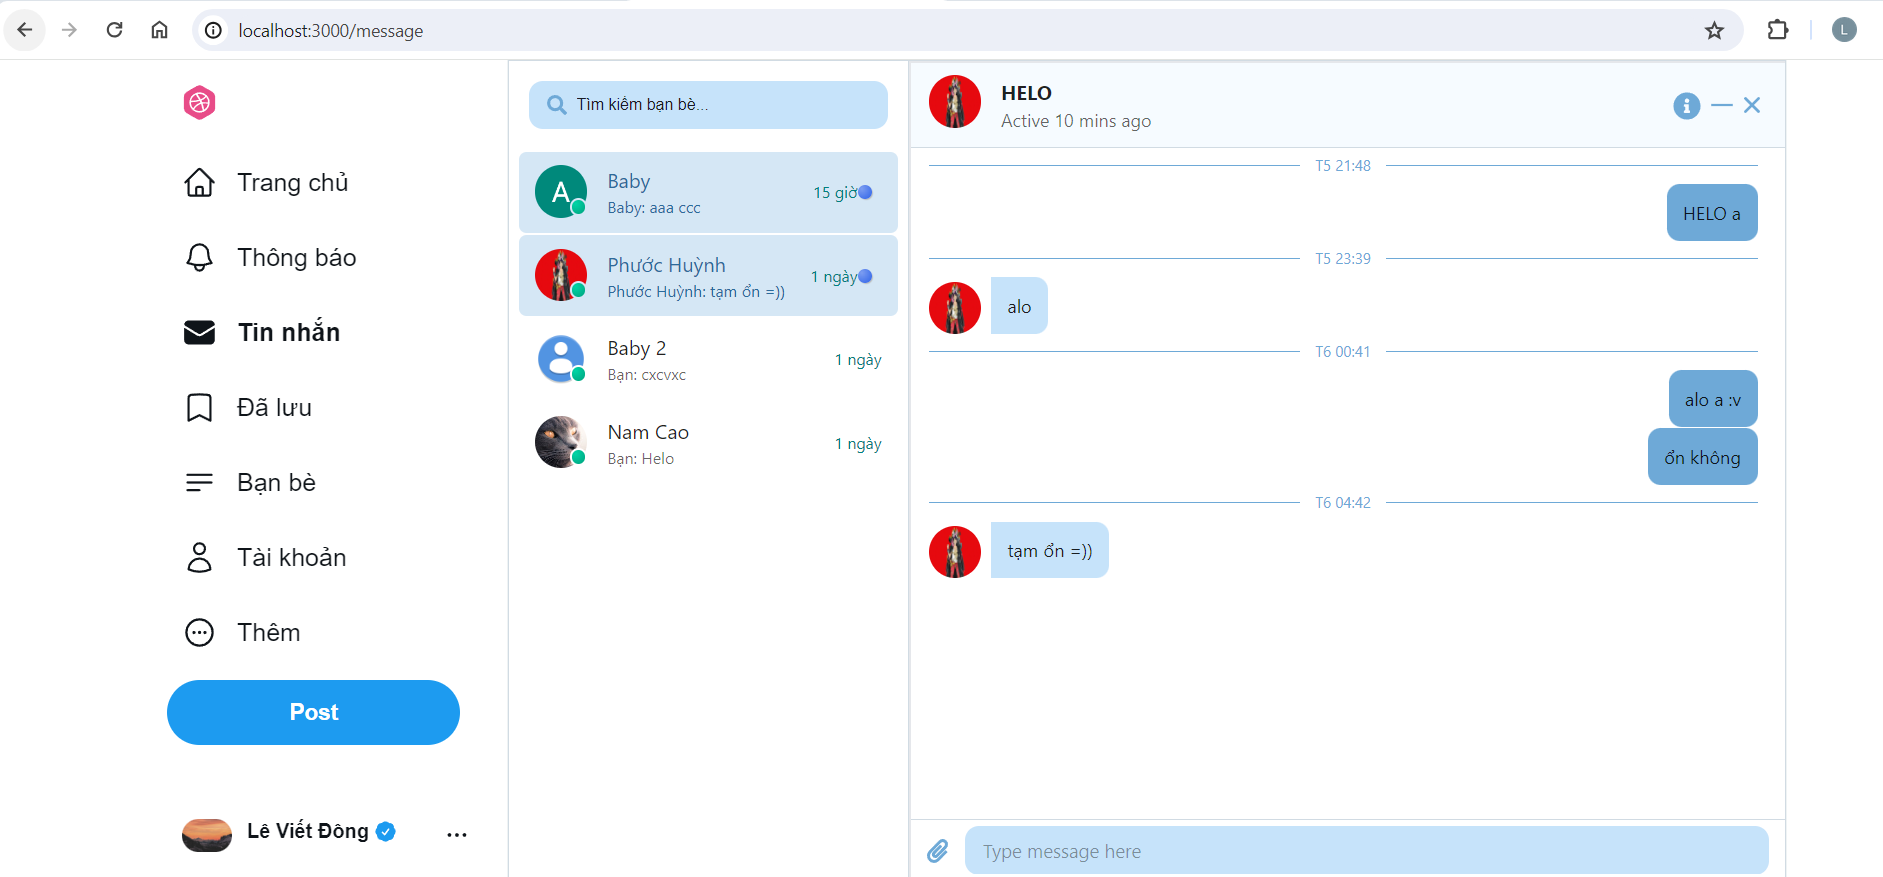 localhost:3000/message
L
Trang chủ
Thông báo
Tin nhắn
Đã lưu
Bạn bè
Tài khoản
Thêm
Post
Lê Viết Đông
Tìm kiếm bạn bè...
A
Baby
15 giờ
Baby: aaa ccc
Phước Huỳnh
1 ngày
Phước Huỳnh: tạm ổn =))
Baby 2
1 ngày
Bạn: cxcvxc
Nam Cao
1 ngày
Bạn: Helo
HELO
Active 10 mins ago
T5 21:48
HELO a
T5 23:39
alo
T6 00:41
alo a :v
ổn không
T6 04:42
tạm ổn =))
Type message here